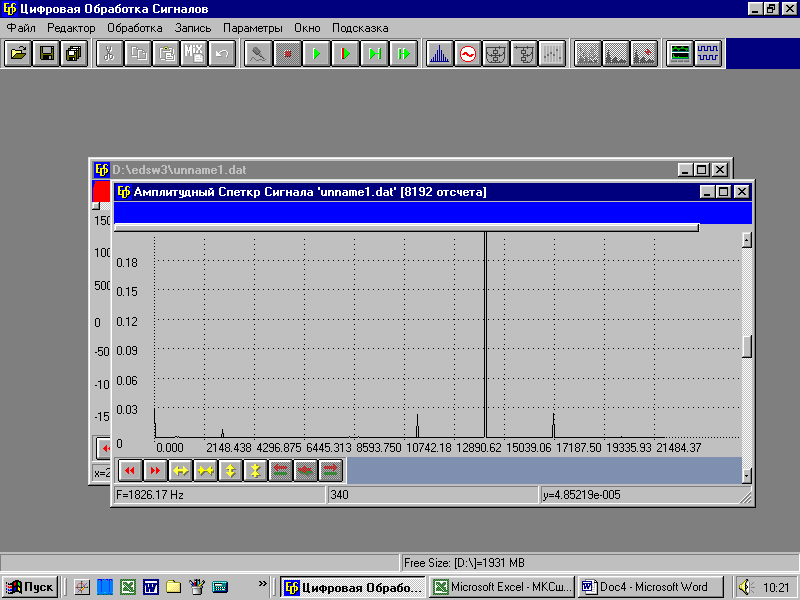 Цифровая Обработка Сигналов
Файл Редактор Обработка Запись Параметры Окно Подсказка
MiX
D:\edsw3\unname1.dat
Амплитудный Спеткр Сигнала 'unname1.dat' [8192 отсчета]
150
100
500
0
-50
-10
-15
0.18
0.15
0.12
0.09
0.06
0.03
0
0.000 2148.438 4296.875 6445.313 8593.750 10742.18 12890.62 15039.06 17187.50 19335.93 21484.37
x=2
F=1826.17 Hz 340 y=4.85219e-005
Free Size: [D:\]=1931 MB
Пуск » Цифровая Обрабо... Microsoft Excel - МКСш... Doc4 - Microsoft Word 10:21